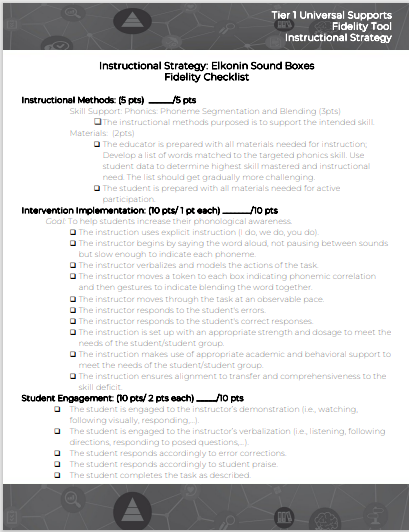 Tier 1 Universal Supports
Fidelity Tool
Instructional Strategy
Instructional Strategy: Elkonin Sound Boxes
Fidelity Checklist
Instructional Methods: (5 pts) _____/5 pts
Skill Support: Phonics: Phoneme Segmentation and Blending (3pts)
The instructional methods purposed is to support the intended skill.
Materials: (2pts)
The educator is prepared with all materials needed for instruction;
Develop a list of words matched to the targeted phonics skill. Use
student data to determine highest skill mastered and instructional
need. The list should get gradually more challenging.
The student is prepared with all materials needed for active
participation.
Intervention Implementation: (10 pts/ 1 pt each) ______/10 pts
Goal: To help students increase their phonological awareness.
The instruction uses explicit instruction (I do, we do, you do).
The instructor begins by saying the word aloud, not pausing between sounds
but slow enough to indicate each phoneme.
The instructor verbalizes and models the actions of the task.
The instructor moves a token to each box indicating phonemic correlation
and then gestures to indicate blending the word together.
The instructor moves through the task at an observable pace.
The instructor responds to the student's errors.
The instructor responds to the student's correct responses.
The instruction is set up with an appropriate strength and dosage to meet the
needs of the student/student group.
The instruction makes use of appropriate academic and behavioral support to
meet the needs of the student/student group.
The instruction ensures alignment to transfer and comprehensiveness to the
skill deficit.
Student Engagement: (10 pts/ 2 pts each) ____/10 pts
The student is engaged to the instructor's demonstration (i.e., watching,
following visually, responding,...).
The student is engaged to the instructor's verbalization (i.e., listening, following
directions, responding to posed questions,...).
The student responds accordingly to error corrections.
The student responds accordingly to student praise.
The student completes the task as described